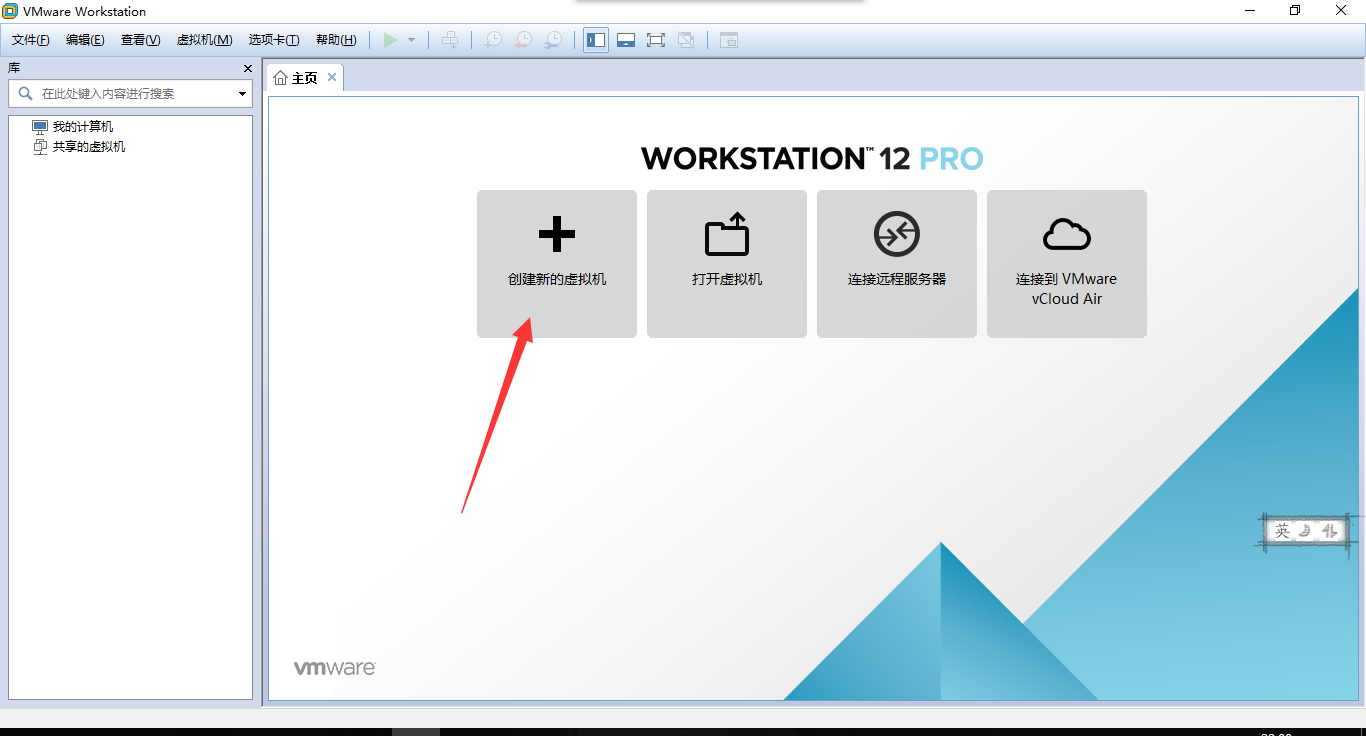 VMware Workstation
文件(F) 编辑(E) 查看(V) 虚拟机(M) 选项卡(T) 帮助(H)
库
在此处键入内容进行搜索
我的计算机
共享的虚拟机
主页
WORKSTATION™ 12 PRO
创建新的虚拟机
打开虚拟机
连接远程服务器
连接到 VMware
vCloud Air
英
vmware